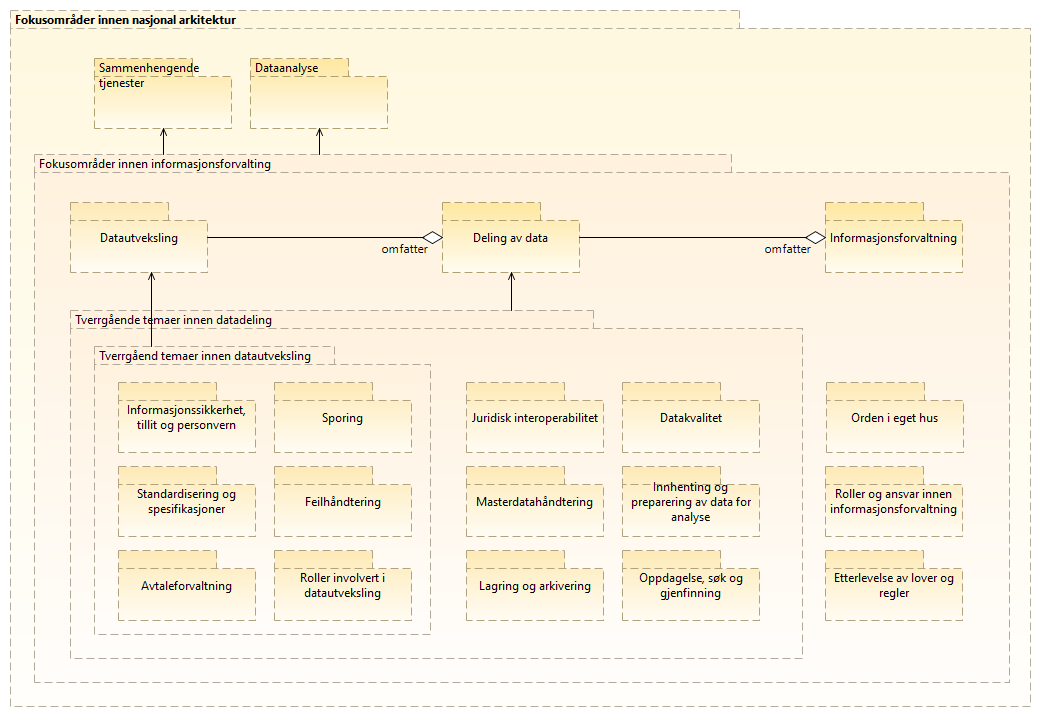 Fokusområder innen nasjonal arkitektur
Sammenhengende
tjenester
Dataanalyse
Fokusområder innen informasjonsforvalting
Datautveksling
omfatter
Deling av data
omfatter
Informasjonsforvaltning
Tverrgående temaer innen datadeling
Tverrgåend temaer innen datautveksling
Informasjonssikkerhet,
tillit og personvern
Sporing
Juridisk interoperabilitet
Datakvalitet
Orden i eget hus
Standardisering og
spesifikasjoner
Feilhåndtering
Masterdatahåndtering
Innhenting og
preparering av data for
analyse
Roller og ansvar innen
informasjonsforvaltning
Avtaleforvaltning
Roller involvert i
datautveksling
Lagring og arkivering
Oppdagelse, søk og
gjenfinning
Etterlevelse av lover og
regler